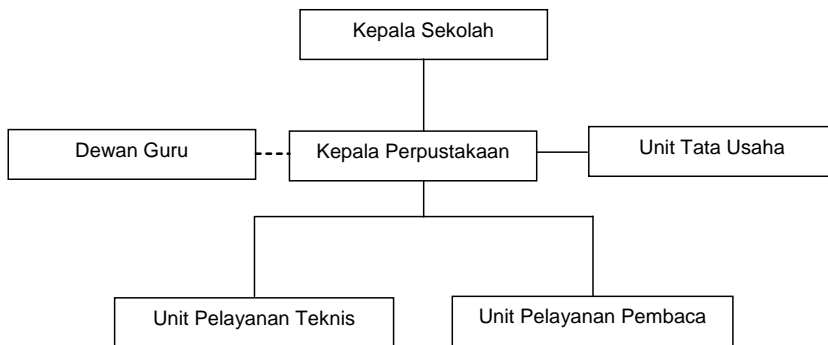 Kepala Sekolah
Dewan Guru
Kepala Perpustakaan
Unit Tata Usaha
Unit Pelayanan Teknis
Unit Pelayanan Pembaca